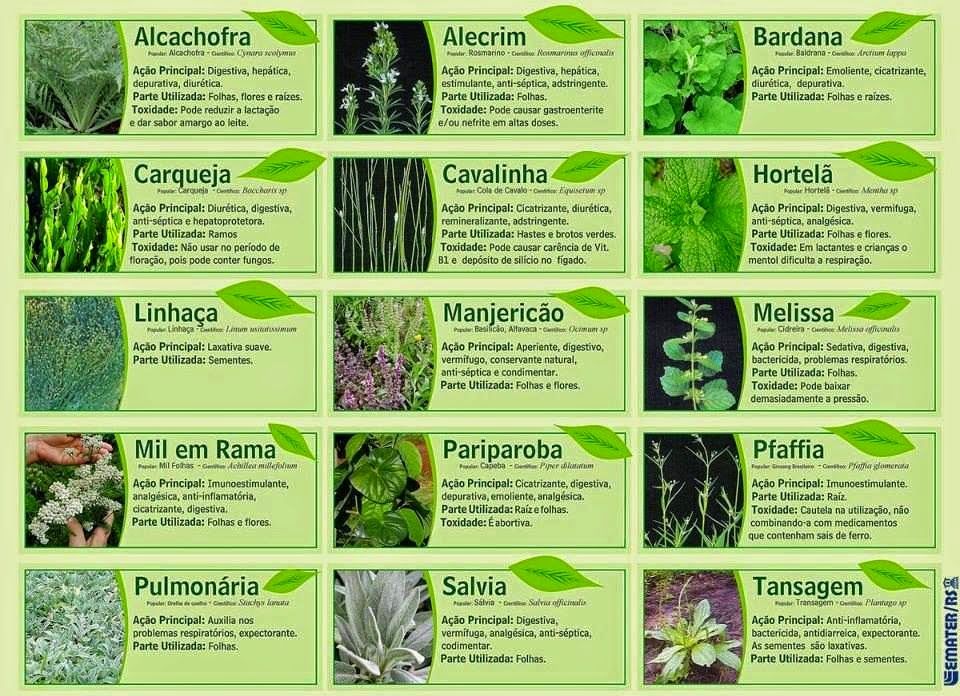 Alcachofra
Popular: Alcachofra - Científico: Cynara scolymus
Ação Principal: Digestiva, hepática,
depurativa, diurética.
Parte Utilizada: Folhas, flores e raízes.
Toxidade: Pode reduzir a lactação
e dar sabor amargo ao leite.
Alecrim
Popular: Rosmarino - Científico: Rosmarinus officinalis
Ação Principal: Digestiva, hepática,
estimulante, anti-séptica, adstringente.
Parte Utilizada: Folhas.
Toxidade: Pode causar gastroenterite
e/ou nefrite em altas doses.
Bardana
Popular: Baldrana - Científico: Arctium lappa
Ação Principal: Emoliente, cicatrizante,
diurética, depurativa.
Parte Utilizada: Folhas e raízes.
Carqueja
Popular: Carqueja - Científico: Baccharis sp
Ação Principal: Diurética, digestiva,
anti-séptica e hepatoprotetora.
Parte Utilizada: Ramos
Toxidade: Não usar no período de
floração, pois pode conter fungos.
Cavalinha
Popular: Cola de Cavalo - Científico: Equisetum sp
Ação Principal: Cicatrizante, diurética,
remineralizante, adstringente.
Parte Utilizada: Hastes e brotos verdes.
Toxidade: Pode causar carência de Vit.
B1 e depósito de silício no fígado.
Hortelã
Popular: Hortelã - Científico: Mentha sp
Ação Principal: Digestiva, vermifuga,
anti-séptica, analgésica.
Parte Utilizada: Folhas e flores.
Toxidade: Em lactantes e crianças o
mentol dificulta a respiração.
Linhaça
Popular: Linhaça - Científico: Linum usitatissimum
Ação Principal: Laxativa suave.
Parte Utilizada: Sementes.
Manjericão
Popular: Basilicão, Alfavaca - Científico: Ocimum sp
Ação Principal: Aperiente, digestivo,
vermífugo, conservante natural,
anti-séptica e condimentar.
Parte Utilizada: Folhas e flores.
Melissa
Popular: Cidreira - Científico: Melissa officinalis
Ação Principal: Sedativa, digestiva,
bactericida, problemas respiratórios.
Parte Utilizada: Folhas.
Toxidade: Pode baixar
demasiadamente a pressão.
Mil em Rama
Popular: Mil Folhas - Científico: Achillea millefolium
Ação Principal: Imunoestimulante,
analgésica, anti-inflamatória,
cicatrizante, digestiva.
Parte Utilizada: Folhas e flores.
Pariparoba
Popular: Capeba - Científico: Piper dilatatum
Ação Principal: Cicatrizante, digestiva,
depurativa, emoliente, analgésica.
Parte Utilizada: Raíz e folhas.
Toxidade: É abortiva.
Pfaffia
Popular: Ginseng Brasileiro - Científico: Pfaffia glomerata
Ação Principal: Imunoestimulante.
Parte Utilizada: Raíz.
Toxidade: Cautela na utilização, não
combinando-a com medicamentos
que contenham sais de ferro.
Pulmonária
Popular: Orelha de coelho - Científico: Stachys lanata
Ação Principal: Auxilia nos
problemas respiratórios, expectorante.
Parte Utilizada: Folhas.
Salvia
Popular: Sálvia - Científico: Salvia officinalis
Ação Principal: Digestiva,
vermífuga, analgésica, anti-séptica,
codimentar.
Parte Utilizada: Folhas.
Tansagem
Popular: Transagem - Científico: Plantago sp
Ação Principal: Anti-inflamatória,
bactericida, antidiarreica, expectorante.
As sementes são laxativas.
Parte Utilizada: Folhas e sementes.
EMATER/RS